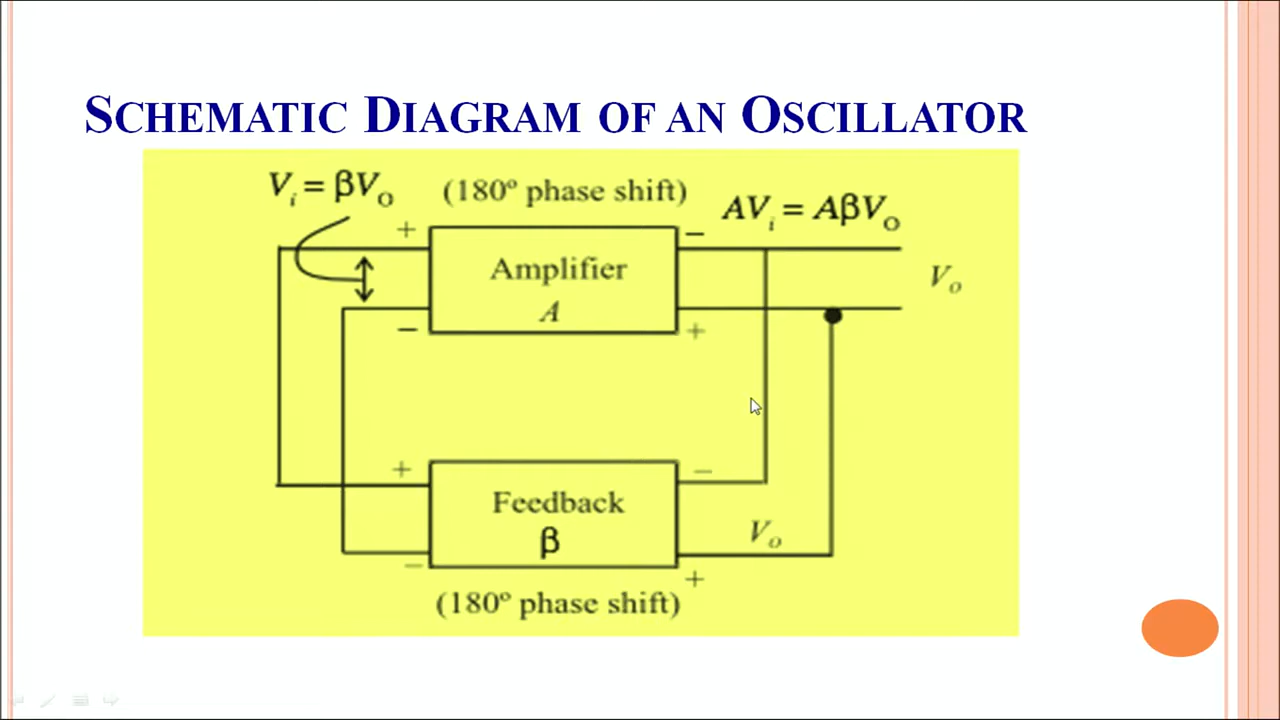 SCHEMATIC DIAGRAM OF AN OSCILLATOR
Vi = βVo
(180º phase shift)
AVi = AβVo
+
−
Amplifier
A
Vo
−
+
+
−
Feedback
β
Vo
−
+
(180º phase shift)